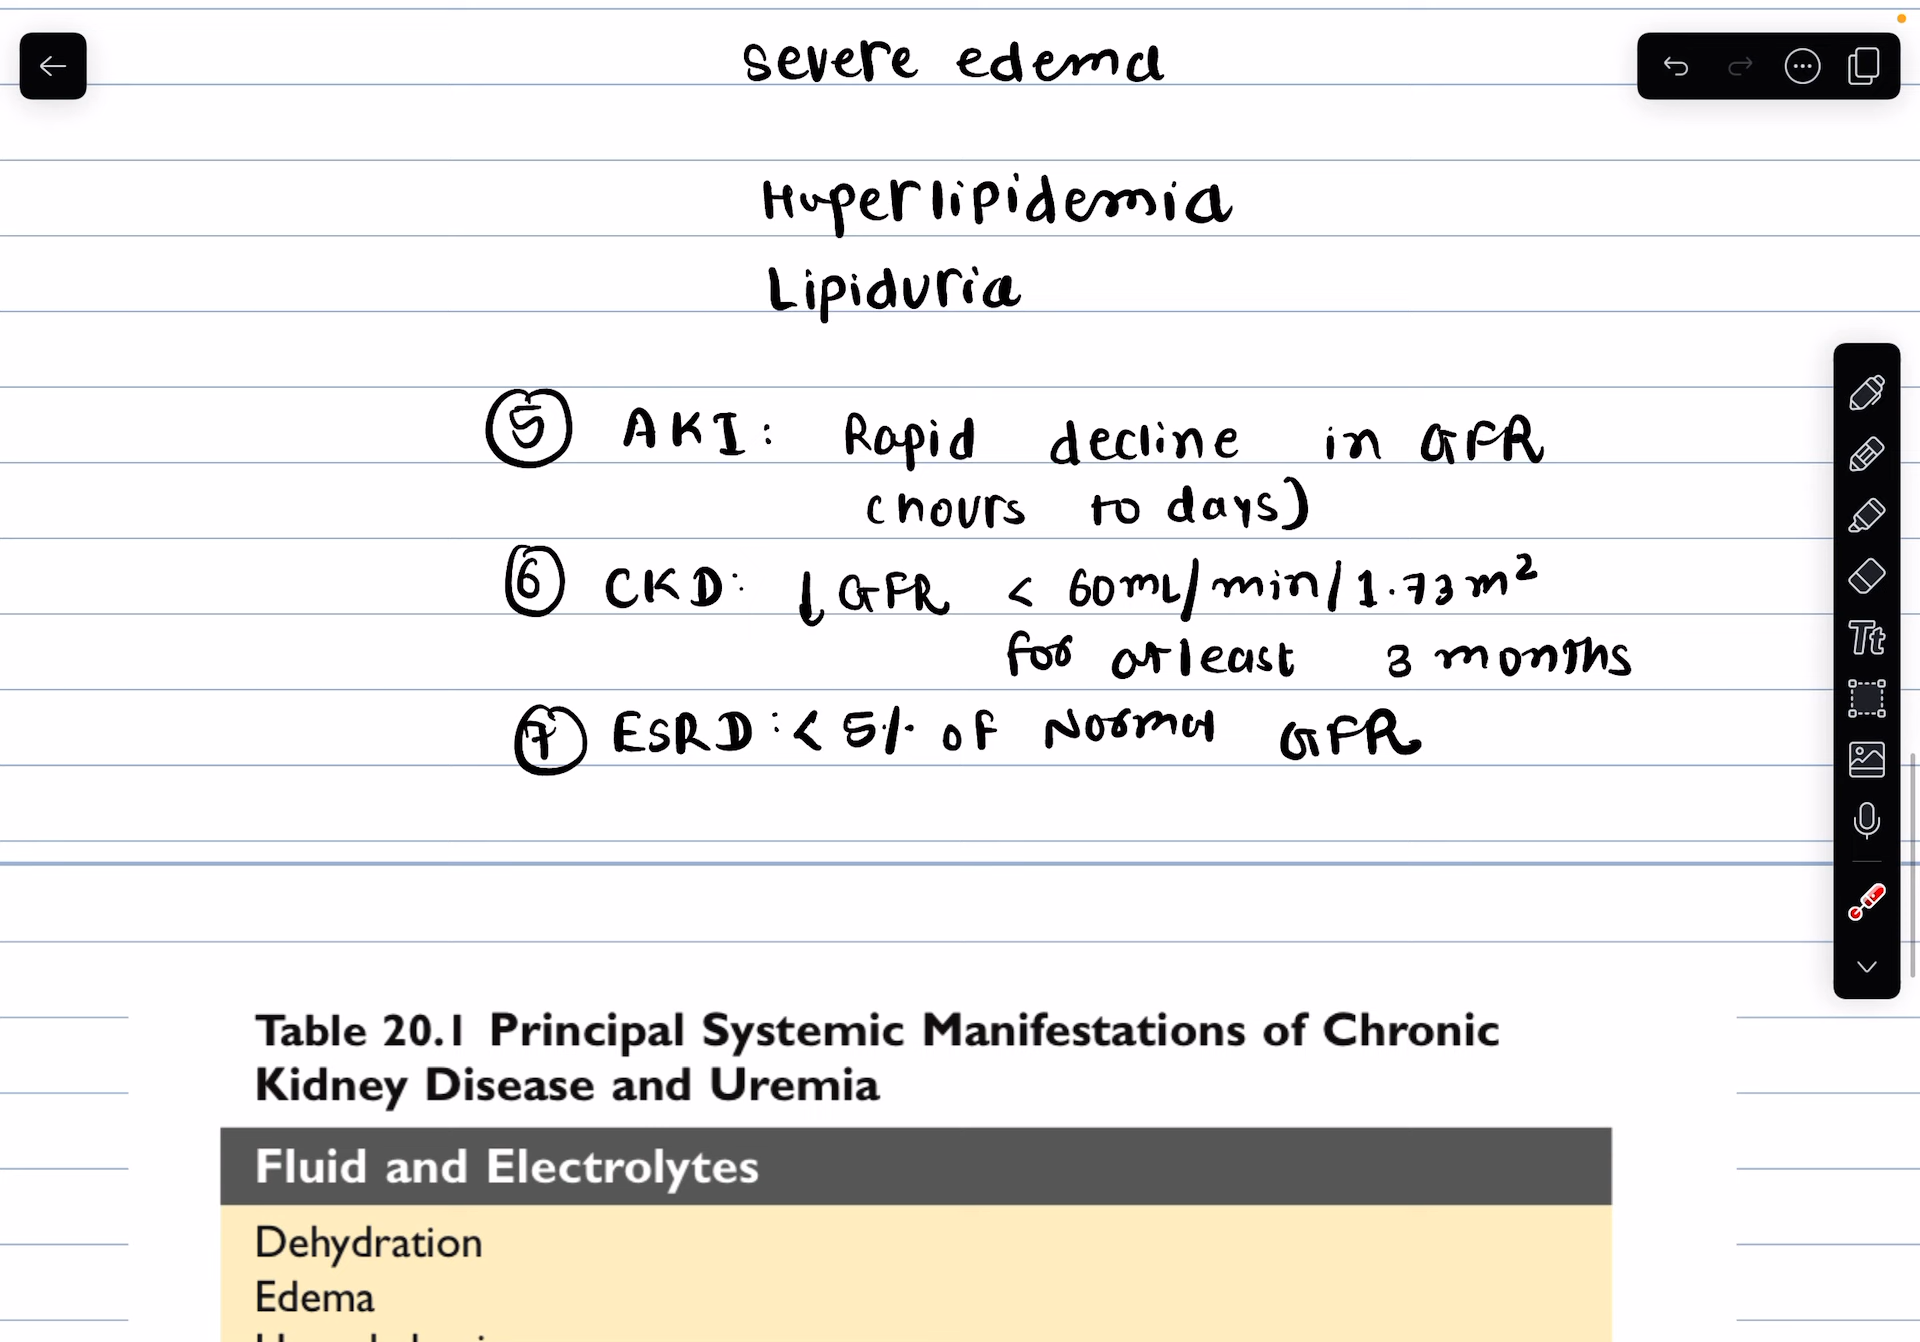 severe edema
Hyperlipidemia
Lipiduria
⑤ AKI: Rapid decline in GFR
(hours to days)
⑥ CKD: ↓ GFR < 60mL/min/1.73m²
for atleast 3 months
⑦ ESRD: < 5% of Normal GFR
Table 20.1 Principal Systemic Manifestations of Chronic
Kidney Disease and Uremia
Fluid and Electrolytes
Dehydration
Edema